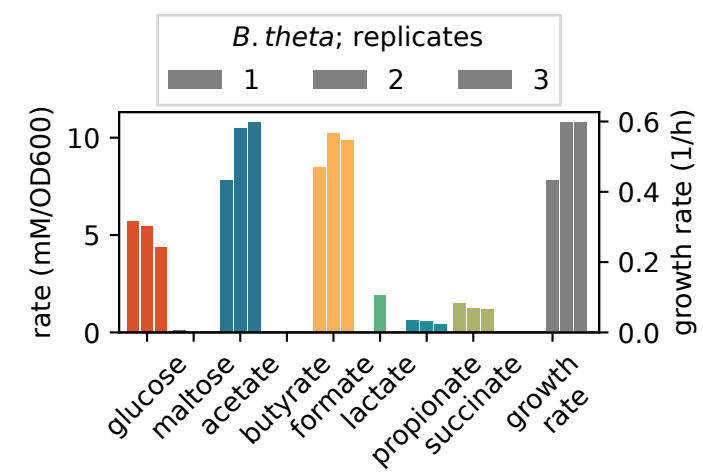 B. theta; replicates
1 2 3
rate (mM/OD600)
10
5
0
growth rate (1/h)
0.6
0.4
0.2
0.0
glucose
maltose
acetate
butyrate
formate
lactate
propionate
succinate
growth
rate